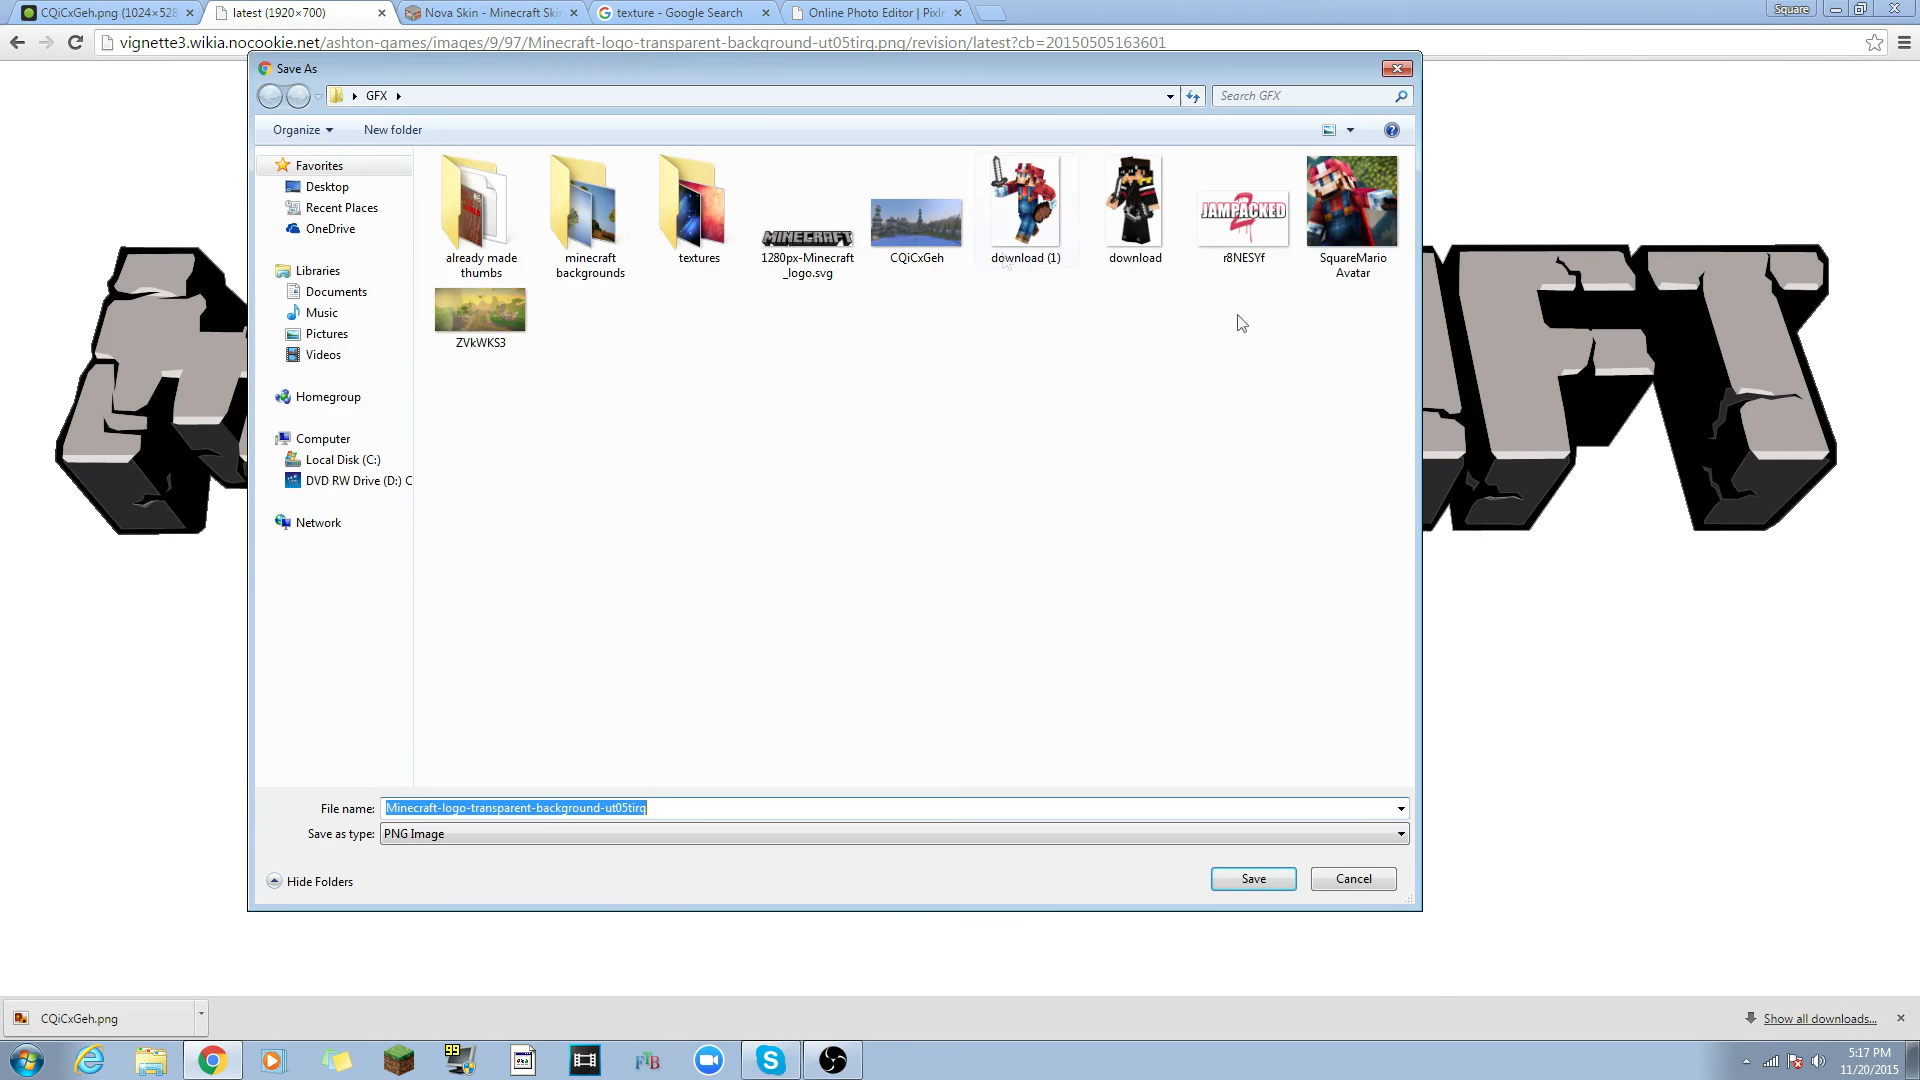 CQiCxGeh.png (1024×528
latest (1920×700)
Nova Skin - Minecraft Ski
texture - Google Search
Online Photo Editor | Pixlr
Square
vignette3.wikia.nocookie.net/ashton-games/images/9/97/Minecraft-logo-transparent-background-ut05tirq.png/revision/latest?cb=20150505163601
Save As
GFX
Search GFX
Organize
New folder
Favorites
Desktop
Recent Places
OneDrive
Libraries
Documents
Music
Pictures
Videos
Homegroup
Computer
Local Disk (C:)
DVD RW Drive (D:) C
Network
MINECRAFT
JAMPACKED
2
already made
thumbs
minecraft
backgrounds
textures
1280px-Minecraft
_logo.svg
CQiCxGeh
download (1)
download
r8NESYf
SquareMario
Avatar
ZVkWKS3
FT
File name:
Minecraft-logo-transparent-background-ut05tirq
Save as type:
PNG Image
Hide Folders
Save
Cancel
CQiCxGeh.png
Show all downloads...
99
FTB
5:17 PM
11/20/2015